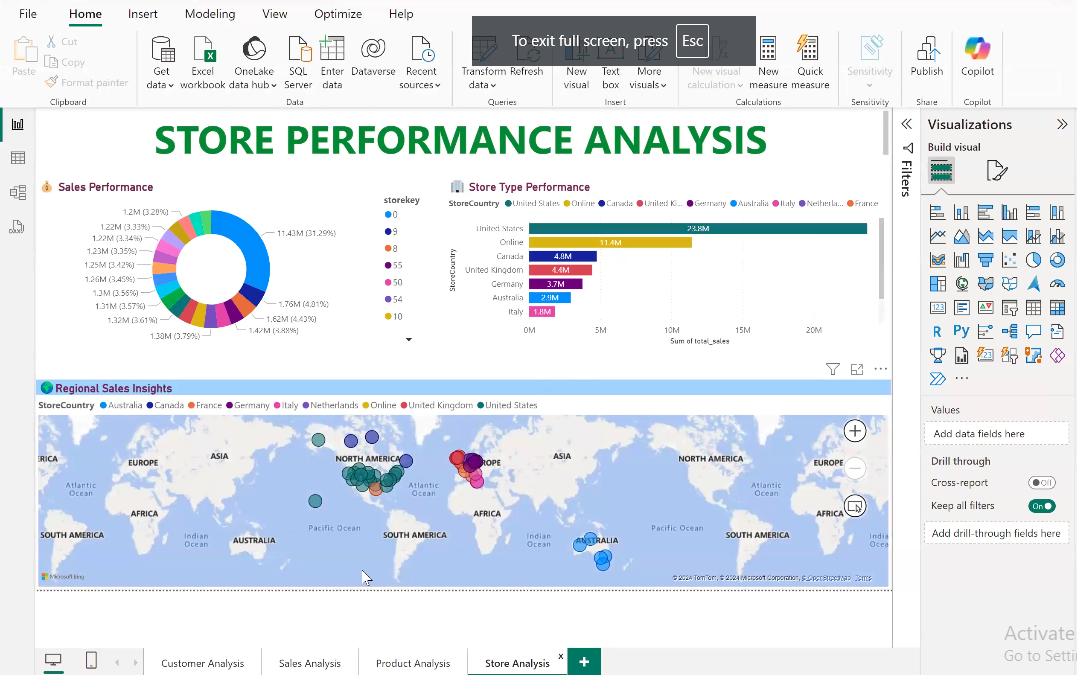 File Home Insert Modeling View Optimize Help
To exit full screen, press Esc
Paste
Cut
Copy
Format painter
Clipboard
Get data
Excel workbook
OneLake data hub
SQL Server
Enter data
Dataverse
Recent sources
Data
Transform data
Refresh
Queries
New visual
Text box
More visuals
Insert
New visual calculation
New measure
Quick measure
Calculations
Sensitivity
Sensitivity
Publish
Share
Copilot
Copilot
STORE PERFORMANCE ANALYSIS
Sales Performance
1.2M (3.28%)
1.22M (3.33%)
1.22M (3.34%)
1.23M (3.35%)
1.25M (3.42%)
1.26M (3.45%)
1.3M (3.56%)
1.31M (3.57%)
1.32M (3.61%)
1.38M (3.79%)
11.43M (31.29%)
1.76M (4.81%)
1.62M (4.43%)
1.42M (3.88%)
storekey
0
9
8
55
50
54
10
Store Type Performance
StoreCountry United States Online Canada United Ki... Germany Australia Italy Netherla... France
StoreCountry
United States 23.8M
Online 11.4M
Canada 4.8M
United Kingdom 4.4M
Germany 3.7M
Australia 2.9M
Italy 1.8M
0M 5M 10M 15M 20M
Sum of total_sales
Regional Sales Insights
StoreCountry Australia Canada France Germany Italy Netherlands Online United Kingdom United States
ERICA EUROPE ASIA NORTH AMERICA ROPE ASIA NORTH AMERICA EUROPE
Atlantic Ocean
Atlantic Ocean
Atlantic Ocean
AFRICA AFRICA AFRICA
Pacific Ocean
Pacific Ocean
SOUTH AMERICA
Indian Ocean
AUSTRALIA
SOUTH AMERICA
Indian Ocean
AUSTRALIA
SOUTH AMERICA
India
Ocea
Microsoft Bing
© 2024 TomTom, © 2024 Microsoft Corporation, © OpenStreetMap Terms
Customer Analysis Sales Analysis Product Analysis Store Analysis x +
Filters
Visualizations
Build visual
R Py
123
Values
Add data fields here
Drill through
Cross-report Off
Keep all filters On
Add drill-through fields here
Activate
Go to Setti